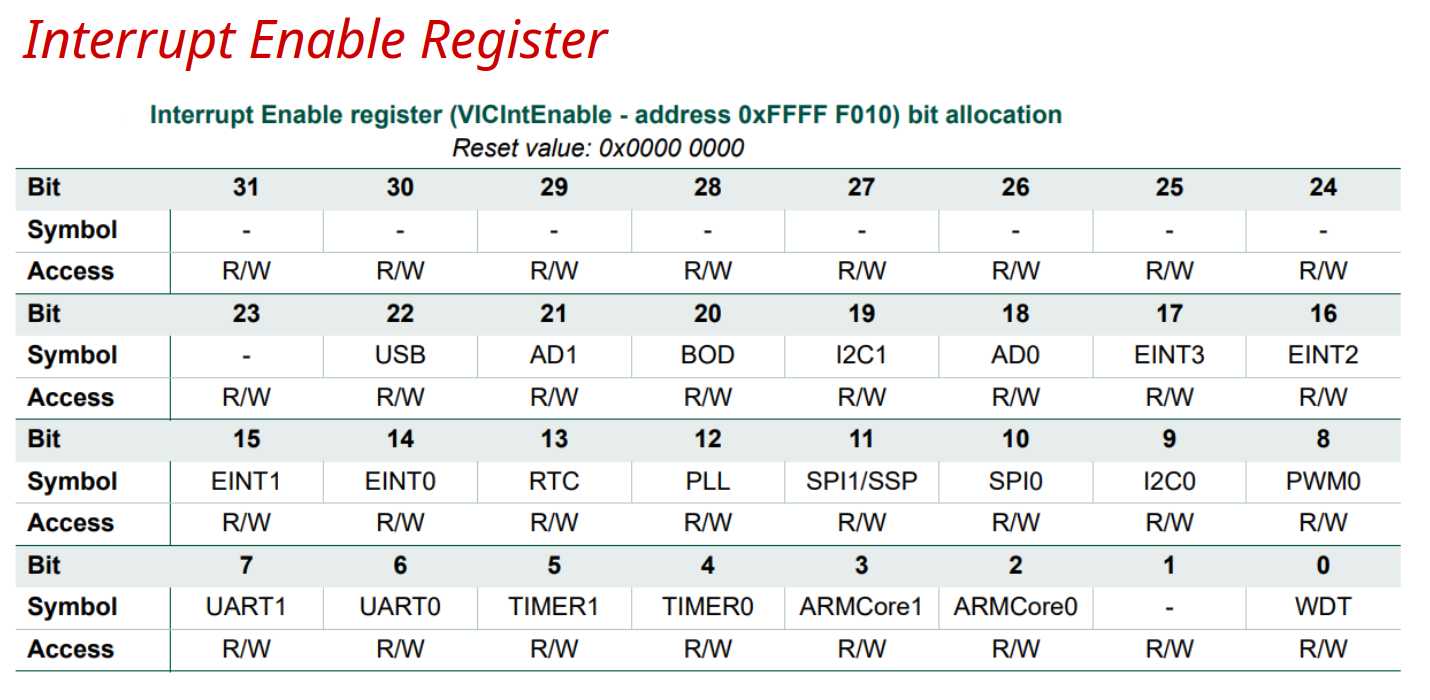 Interrupt Enable Register
Interrupt Enable register (VICIntEnable - address 0xFFFF F010) bit allocation
Reset value: 0x0000 0000
Bit 31 30 29 28 27 26 25 24
Symbol - - - - - - - -
Access R/W R/W R/W R/W R/W R/W R/W R/W
Bit 23 22 21 20 19 18 17 16
Symbol - USB AD1 BOD I2C1 AD0 EINT3 EINT2
Access R/W R/W R/W R/W R/W R/W R/W R/W
Bit 15 14 13 12 11 10 9 8
Symbol EINT1 EINT0 RTC PLL SPI1/SSP SPI0 I2C0 PWM0
Access R/W R/W R/W R/W R/W R/W R/W R/W
Bit 7 6 5 4 3 2 1 0
Symbol UART1 UART0 TIMER1 TIMER0 ARMCore1 ARMCore0 - WDT
Access R/W R/W R/W R/W R/W R/W R/W R/W